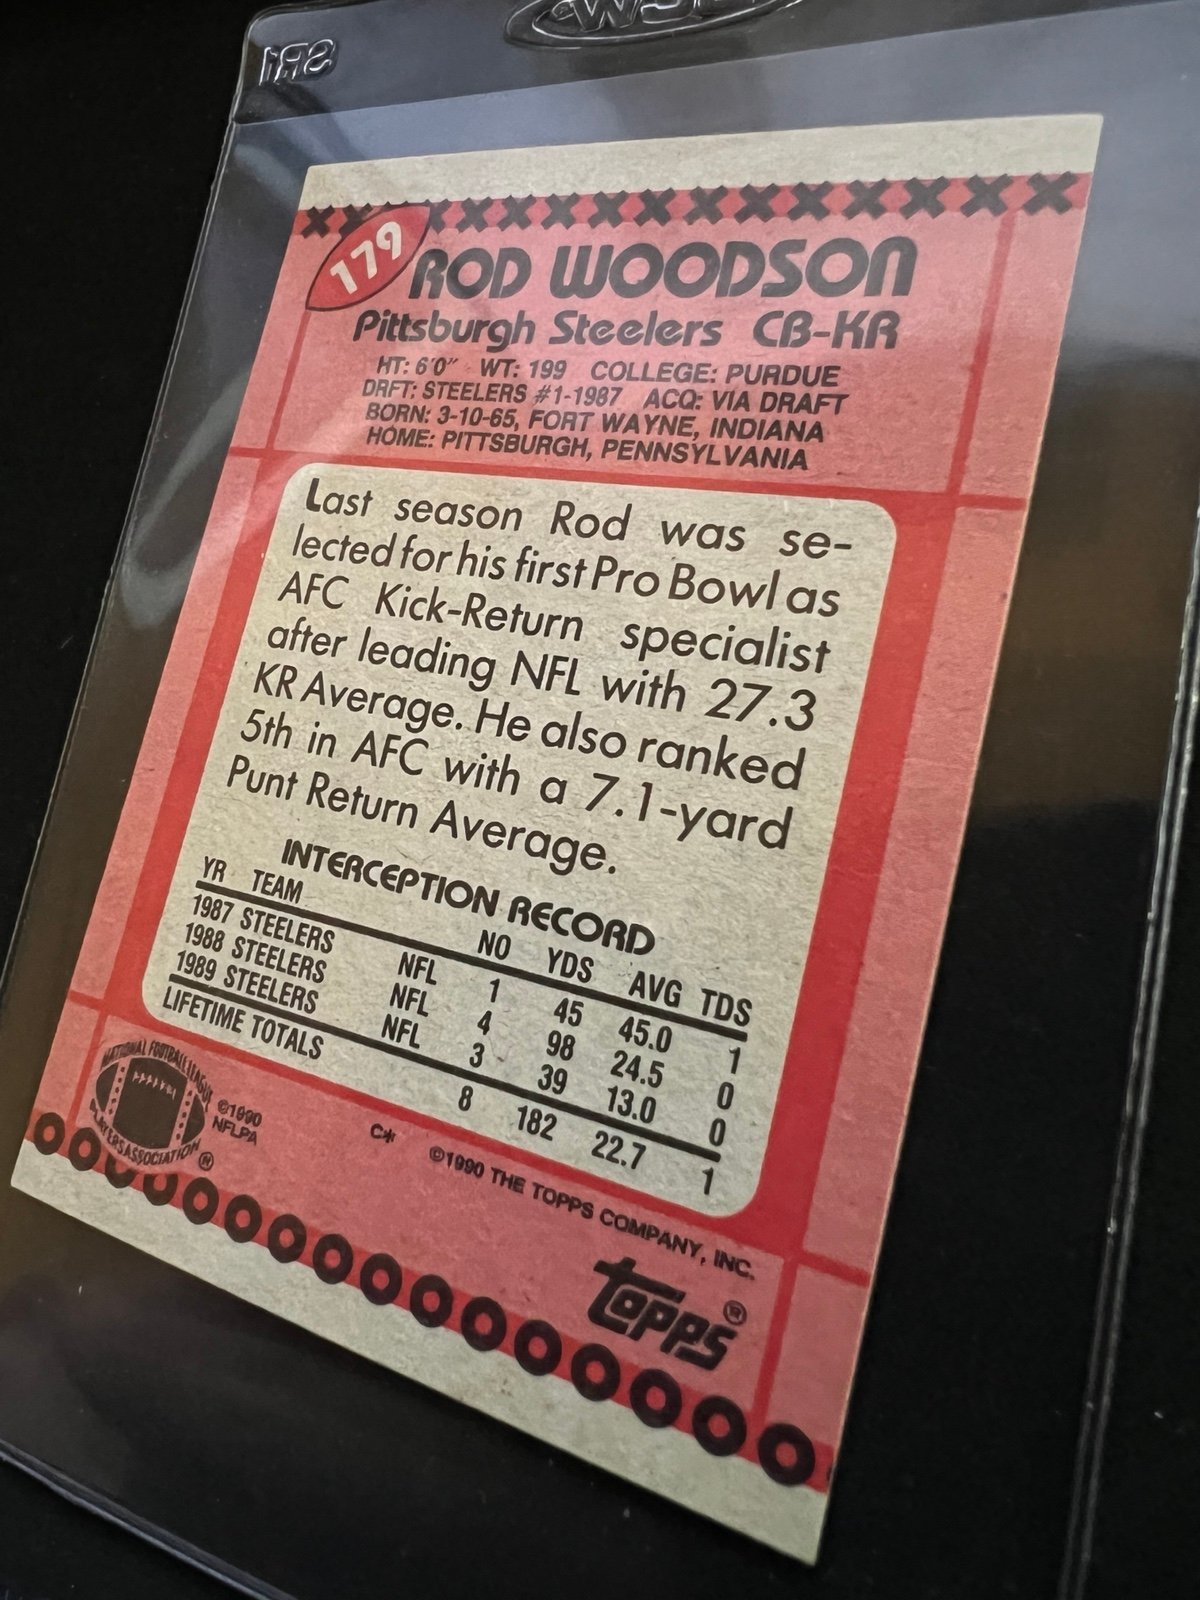 SR1
179
ROD WOODSON
Pittsburgh Steelers CB-KR
HT: 6'0" WT: 199 COLLEGE: PURDUE
DRFT: STEELERS #1-1987 ACQ: VIA DRAFT
BORN: 3-10-65, FORT WAYNE, INDIANA
HOME: PITTSBURGH, PENNSYLVANIA
Last season Rod was se-
lected for his first Pro Bowl as
AFC Kick-Return specialist
after leading NFL with 27.3
KR Average. He also ranked
5th in AFC with a 7.1-yard
Punt Return Average.
INTERCEPTION RECORD
YR TEAM NO YDS AVG TDS
1987 STEELERS NFL 1 45 45.0 1
1988 STEELERS NFL 4 98 24.5 0
1989 STEELERS NFL 3 39 13.0 0
LIFETIME TOTALS 8 182 22.7 1
NATIONAL FOOTBALL LEAGUE
PLAYERS ASSOCIATION ®
©1990
NFLPA
C* ©1990 THE TOPPS COMPANY, INC.
topps®